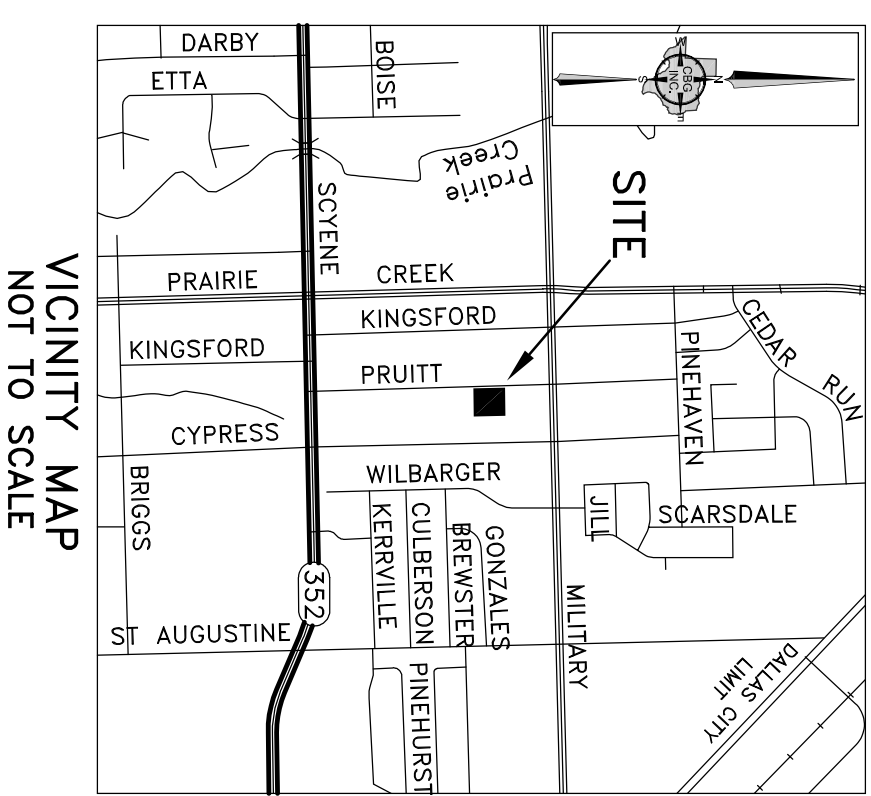 DARBY
BOISE
ETTA
W
S
CBG
INC.
N
E
Prairie
Creek
SCYENE
SITE
PRAIRIE CREEK
KINGSFORD
KINGSFORD
PRUITT
PINEHAVEN
CEDAR RUN
CYPRESS
WILBARGER
BRIGGS
KERRVILLE
CULBERSON
BREWSTER
GONZALES
JILL
SCARSDALE
352
MILITARY
ST AUGUSTINE
PINEHURST
DALLAS CITY
LIMIT
VICINITY MAP
NOT TO SCALE